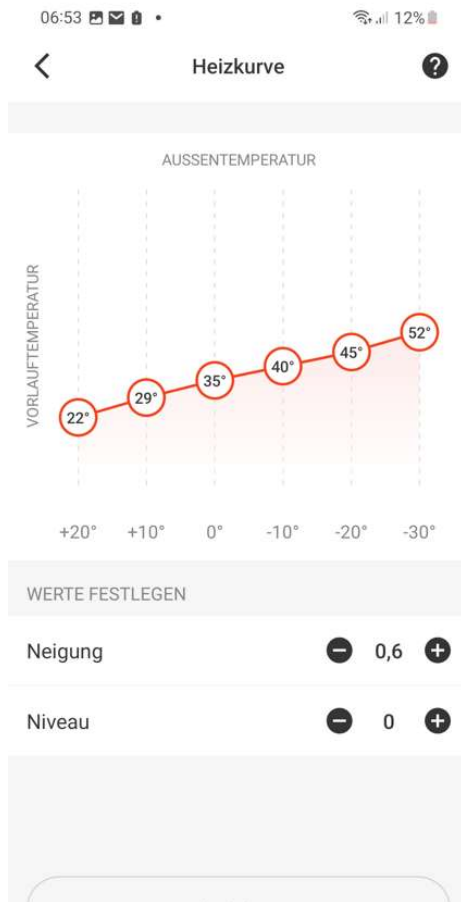 06:53 12%
Heizkurve
AUSSENTEMPERATUR
VORLAUFTEMPERATUR
22° 29° 35° 40° 45° 52°
+20° +10° 0° -10° -20° -30°
WERTE FESTLEGEN
Neigung 0,6
Niveau 0